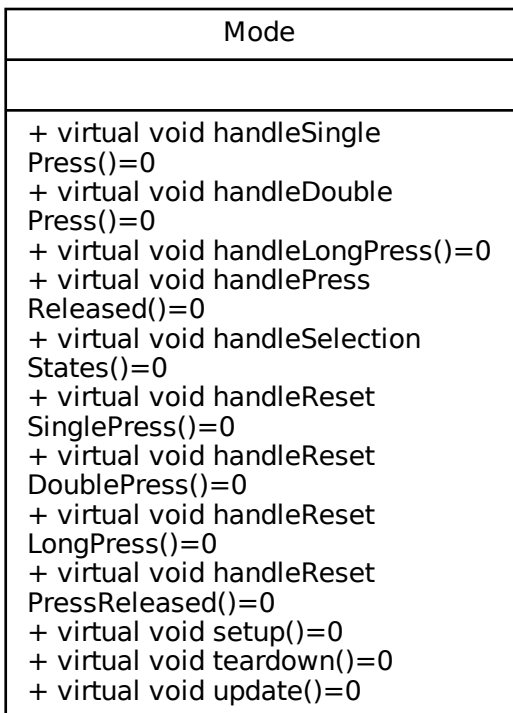 Mode
+ virtual void handleSingle
Press()=0
+ virtual void handleDouble
Press()=0
+ virtual void handleLongPress()=0
+ virtual void handlePress
Released()=0
+ virtual void handleSelection
States()=0
+ virtual void handleReset
SinglePress()=0
+ virtual void handleReset
DoublePress()=0
+ virtual void handleReset
LongPress()=0
+ virtual void handleReset
PressReleased()=0
+ virtual void setup()=0
+ virtual void teardown()=0
+ virtual void update()=0